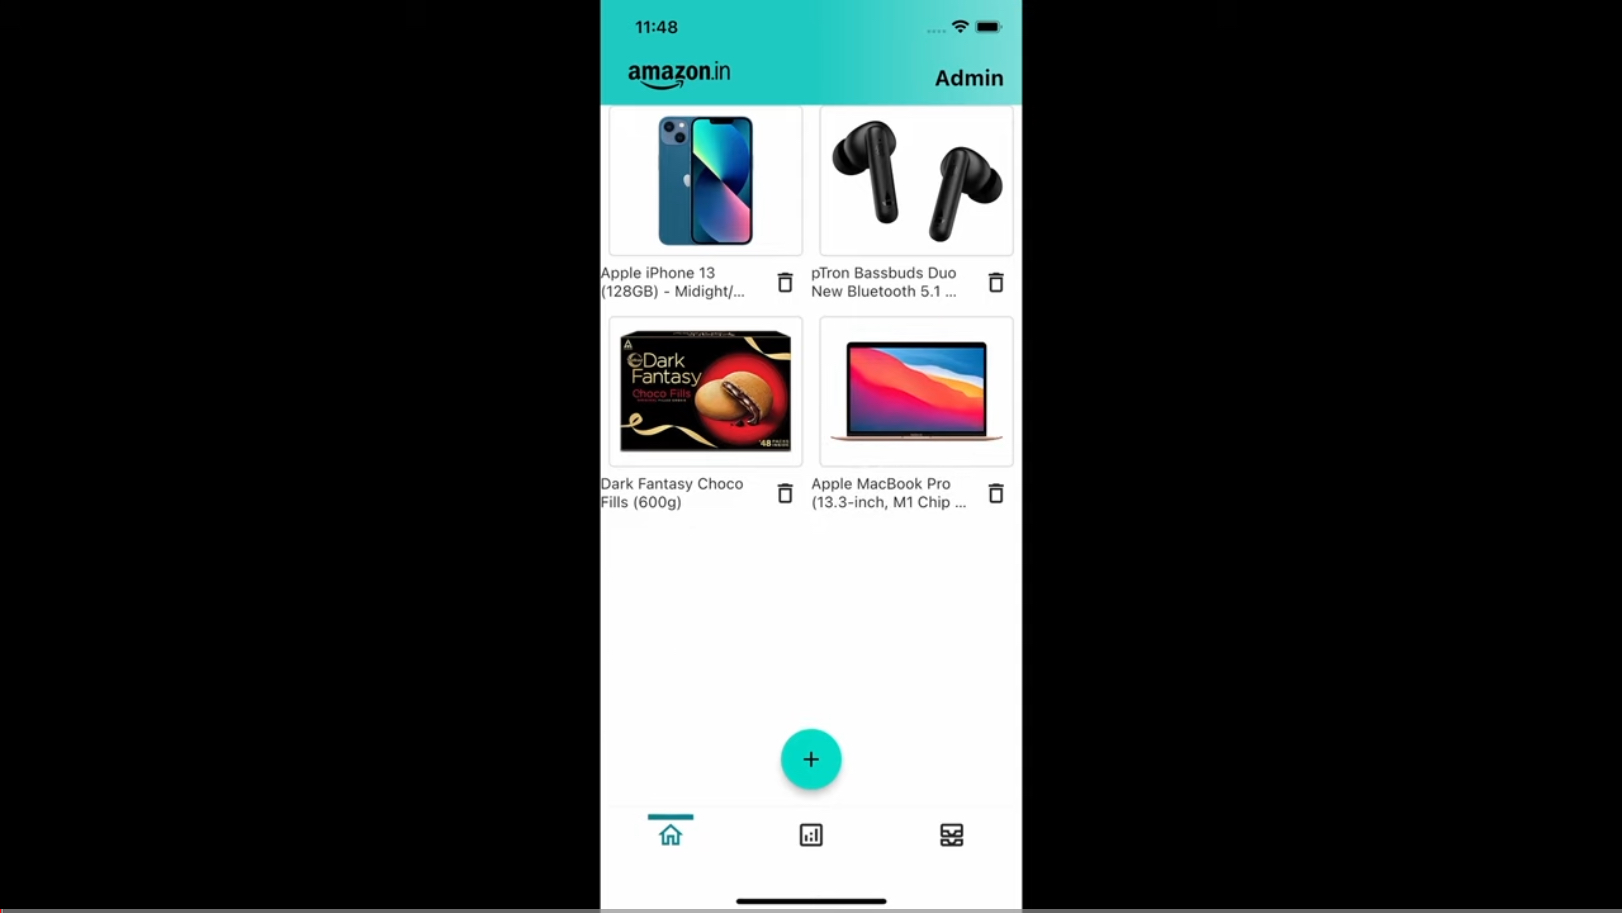 11:48
amazon.in
Admin
Apple iPhone 13
(128GB) - Midight/...
pTron Bassbuds Duo
New Bluetooth 5.1 ...
Dark
Fantasy
Choco Fills
48
Dark Fantasy Choco
Fills (600g)
Apple MacBook Pro
(13.3-inch, M1 Chip ...